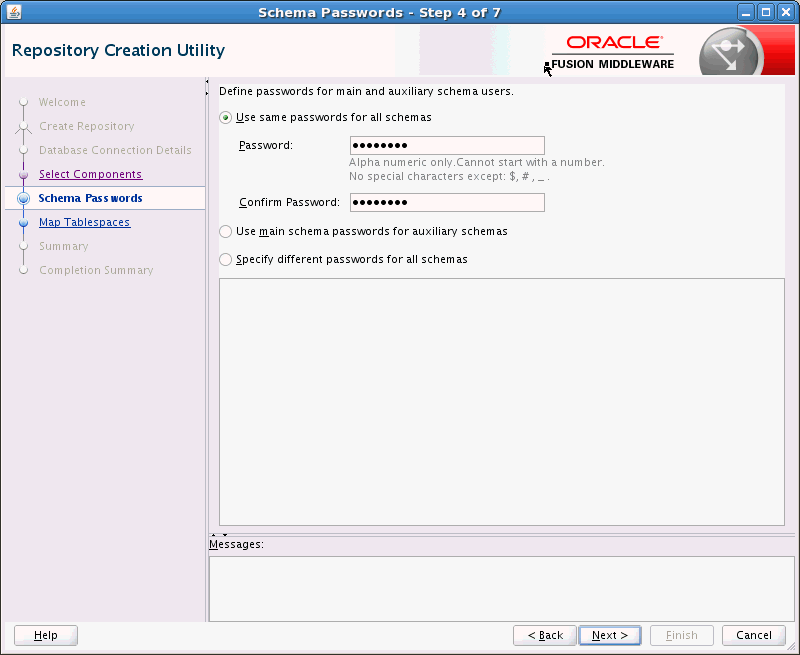 Schema Passwords - Step 4 of 7
Repository Creation Utility
ORACLE
FUSION MIDDLEWARE
Welcome
Create Repository
Database Connection Details
Select Components
Schema Passwords
Map Tablespaces
Summary
Completion Summary
Define passwords for main and auxiliary schema users.
Use same passwords for all schemas
Password: ••••••••
Alpha numeric only.Cannot start with a number.
No special characters except: $, # , _ .
Confirm Password: ••••••••
Use main schema passwords for auxiliary schemas
Specify different passwords for all schemas
Messages:
Help
< Back
Next >
Finish
Cancel